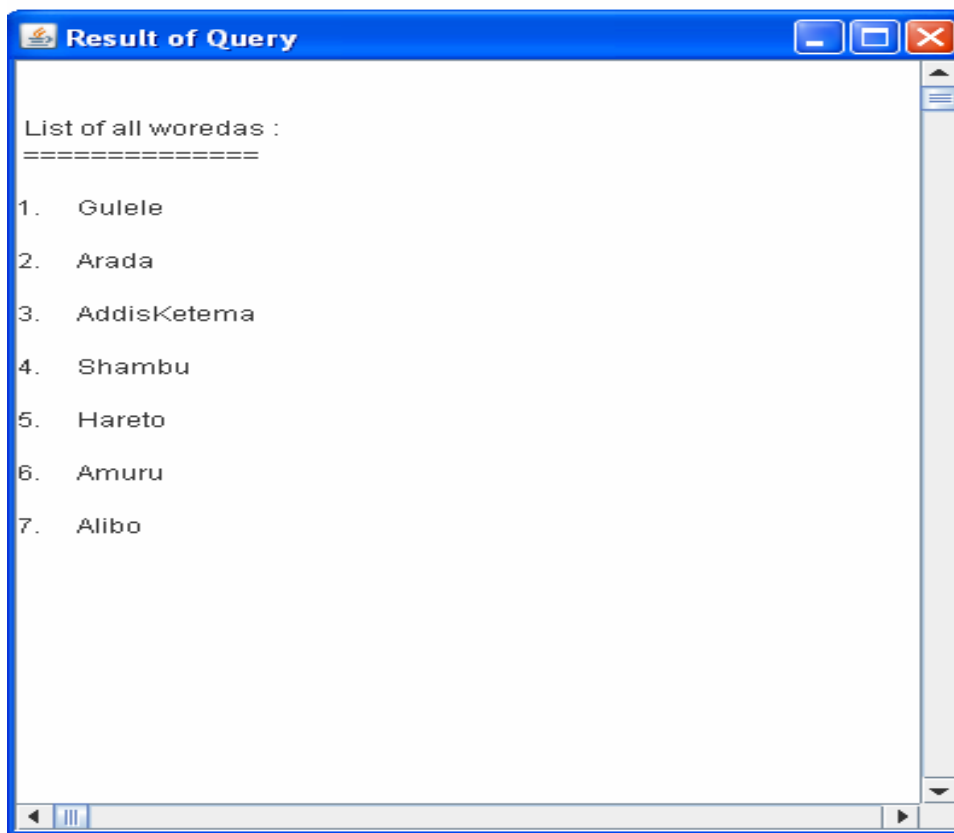 Result of Query
List of all woredas :
==============
1. Gulele
2. Arada
3. AddisKetema
4. Shambu
5. Hareto
6. Amuru
7. Alibo